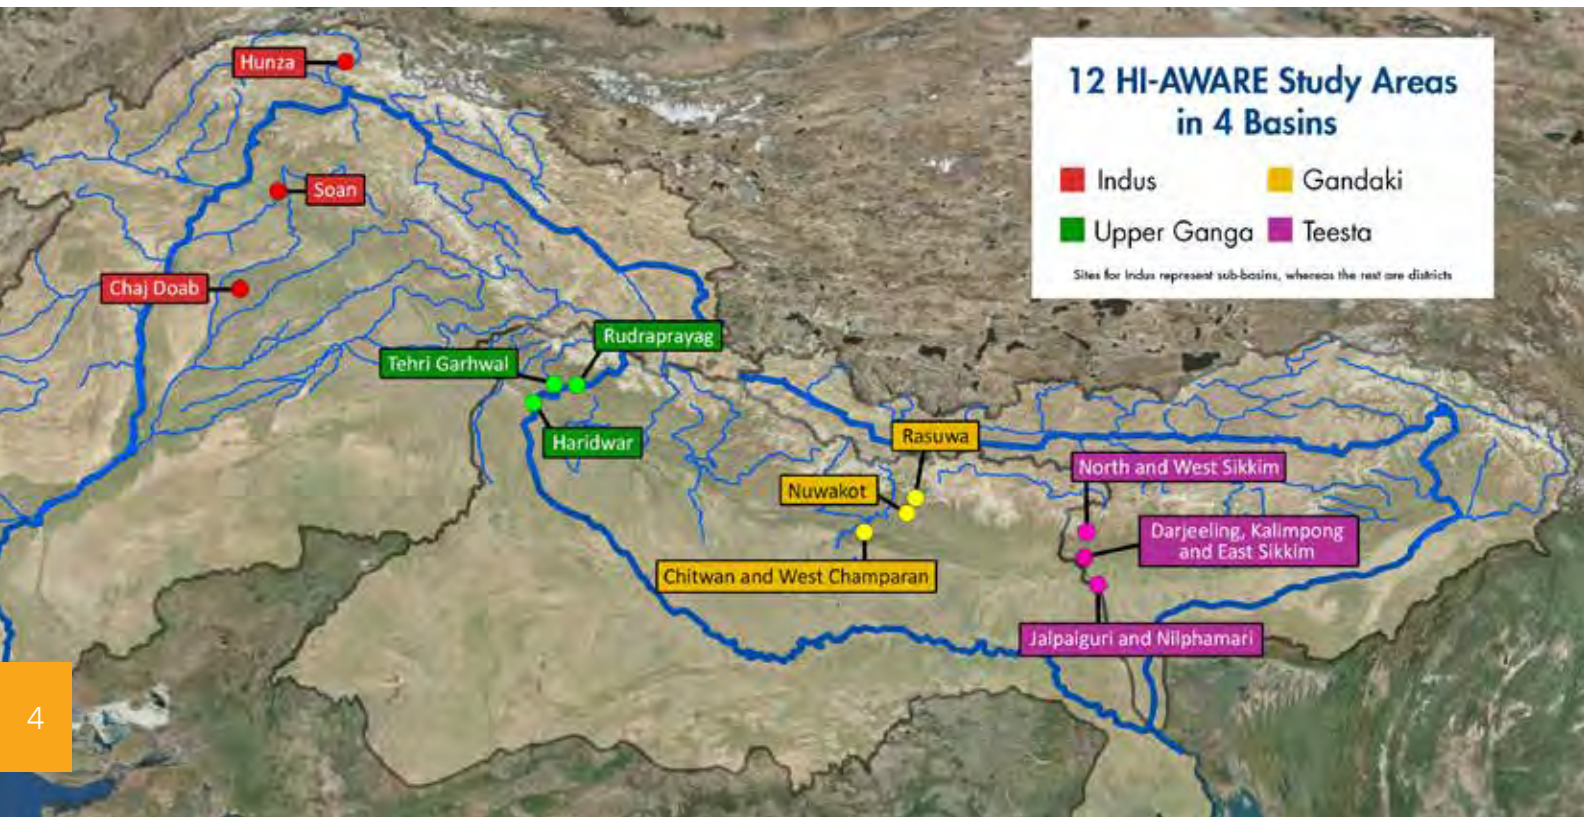 12 HI-AWARE Study Areas
in 4 Basins
Indus
Gandaki
Upper Ganga
Teesta
Sites for Indus represent sub-basins, whereas the rest are districts
Hunza
Soan
Chaj Doab
Rudraprayag
Tehri Garhwal
Haridwar
Rasuwa
Nuwakot
Chitwan and West Champaran
North and West Sikkim
Darjeeling, Kalimpong
and East Sikkim
Jalpaiguri and Nilphamari
4